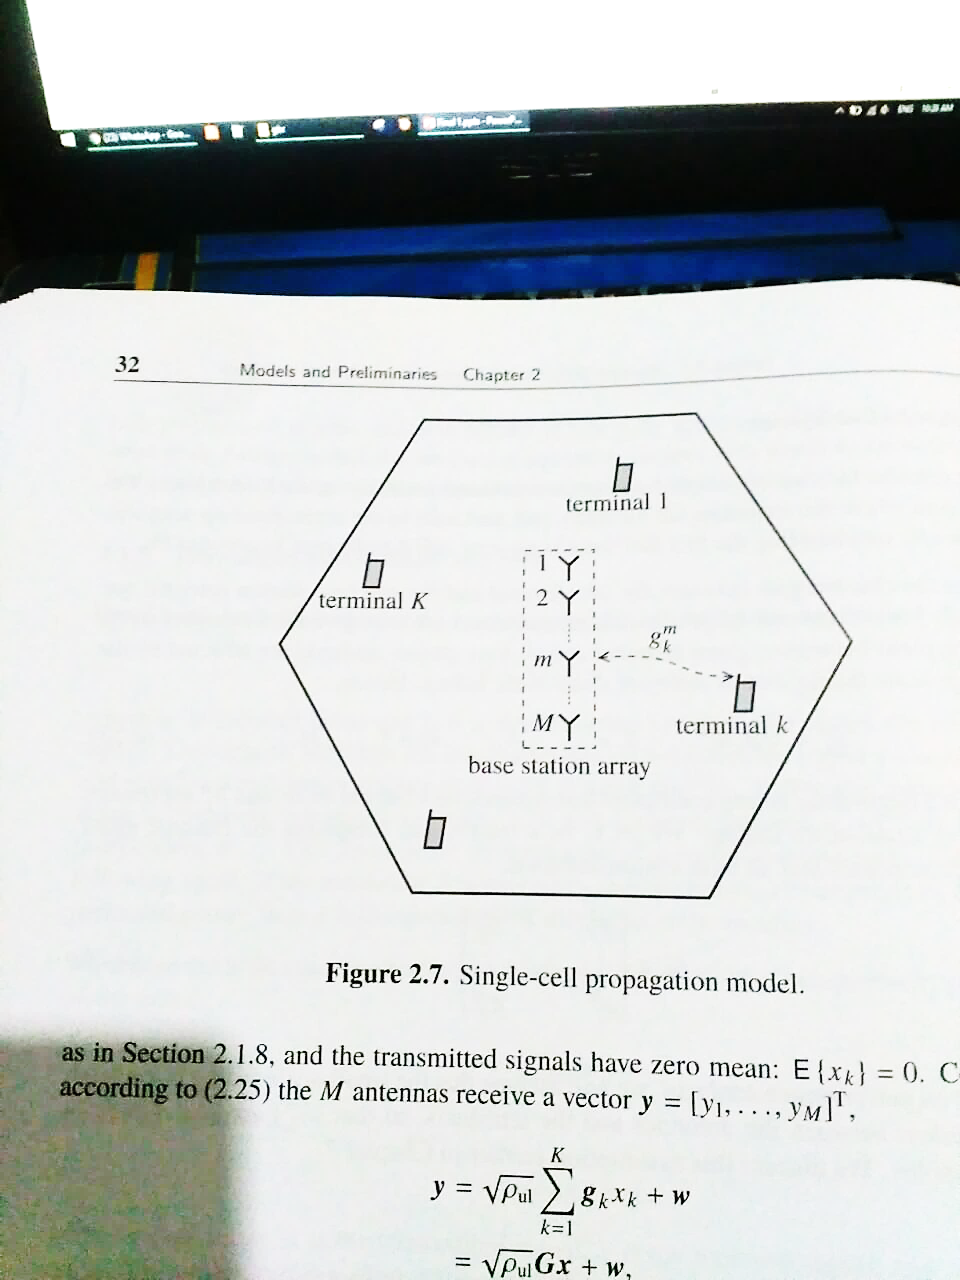 ENG
32 Models and Preliminaries Chapter 2
terminal 1
terminal K
1
2
m
M
g_k^m
terminal k
base station array
Figure 2.7. Single-cell propagation model.
as in Section 2.1.8, and the transmitted signals have zero mean: E{x_k} = 0. C
according to (2.25) the M antennas receive a vector y = [y_1, . . . , y_M]^T,
y = √ρ_ul ∑_{k=1}^{K} g_k x_k + w
= √ρ_ul Gx + w,